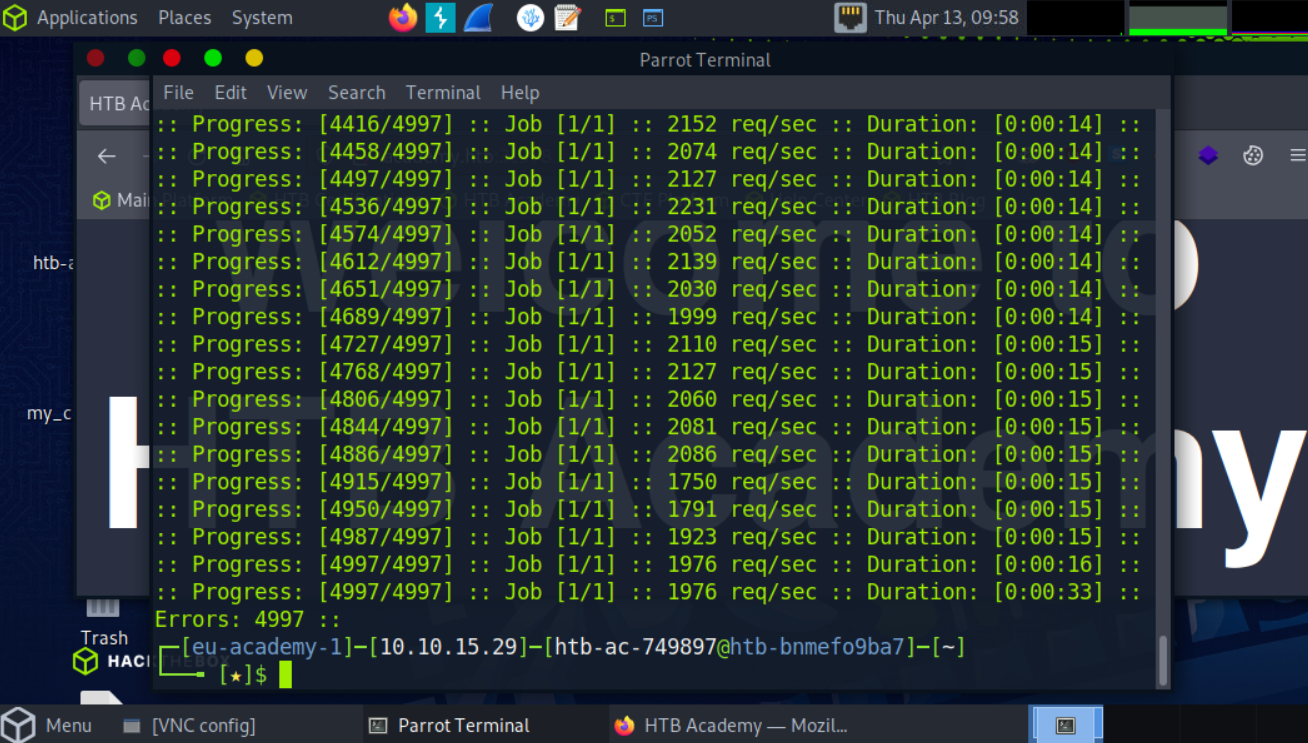 Applications Places System
Thu Apr 13, 09:58
Parrot Terminal
HTB Ac
File Edit View Search Terminal Help
:: Progress: [4416/4997] :: Job [1/1] :: 2152 req/sec :: Duration: [0:00:14] ::
:: Progress: [4458/4997] :: Job [1/1] :: 2074 req/sec :: Duration: [0:00:14] ::
:: Progress: [4497/4997] :: Job [1/1] :: 2127 req/sec :: Duration: [0:00:14] ::
:: Progress: [4536/4997] :: Job [1/1] :: 2231 req/sec :: Duration: [0:00:14] ::
:: Progress: [4574/4997] :: Job [1/1] :: 2052 req/sec :: Duration: [0:00:14] ::
:: Progress: [4612/4997] :: Job [1/1] :: 2139 req/sec :: Duration: [0:00:14] ::
:: Progress: [4651/4997] :: Job [1/1] :: 2030 req/sec :: Duration: [0:00:14] ::
:: Progress: [4689/4997] :: Job [1/1] :: 1999 req/sec :: Duration: [0:00:14] ::
:: Progress: [4727/4997] :: Job [1/1] :: 2110 req/sec :: Duration: [0:00:15] ::
:: Progress: [4768/4997] :: Job [1/1] :: 2127 req/sec :: Duration: [0:00:15] ::
:: Progress: [4806/4997] :: Job [1/1] :: 2060 req/sec :: Duration: [0:00:15] ::
:: Progress: [4844/4997] :: Job [1/1] :: 2081 req/sec :: Duration: [0:00:15] ::
:: Progress: [4886/4997] :: Job [1/1] :: 2086 req/sec :: Duration: [0:00:15] ::
:: Progress: [4915/4997] :: Job [1/1] :: 1750 req/sec :: Duration: [0:00:15] ::
:: Progress: [4950/4997] :: Job [1/1] :: 1791 req/sec :: Duration: [0:00:15] ::
:: Progress: [4987/4997] :: Job [1/1] :: 1923 req/sec :: Duration: [0:00:15] ::
:: Progress: [4997/4997] :: Job [1/1] :: 1976 req/sec :: Duration: [0:00:16] ::
:: Progress: [4997/4997] :: Job [1/1] :: 1976 req/sec :: Duration: [0:00:33] ::
Errors: 4997 ::
┌─[eu-academy-1]─[10.10.15.29]─[htb-ac-749897@htb-bnmefo9ba7]─[~]
└──╼ [★]$
Mai
htb-a
my_c
Welcome to
HTB Academy
Trash
HACKTHEBOX
Menu [VNC config] Parrot Terminal HTB Academy — Mozil...